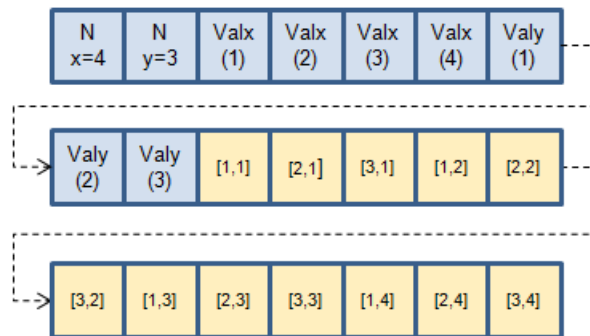 N x=4 N y=3 Valx (1) Valx (2) Valx (3) Valx (4) Valy (1)
Valy (2) Valy (3) [1,1] [2,1] [3,1] [1,2] [2,2]
[3,2] [1,3] [2,3] [3,3] [1,4] [2,4] [3,4]